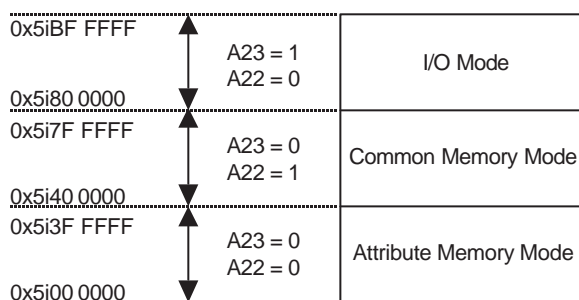 0x5iBF FFFF
A23 = 1
A22 = 0
I/O Mode
0x5i80 0000
0x5i7F FFFF
A23 = 0
A22 = 1
Common Memory Mode
0x5i40 0000
0x5i3F FFFF
A23 = 0
A22 = 0
Attribute Memory Mode
0x5i00 0000